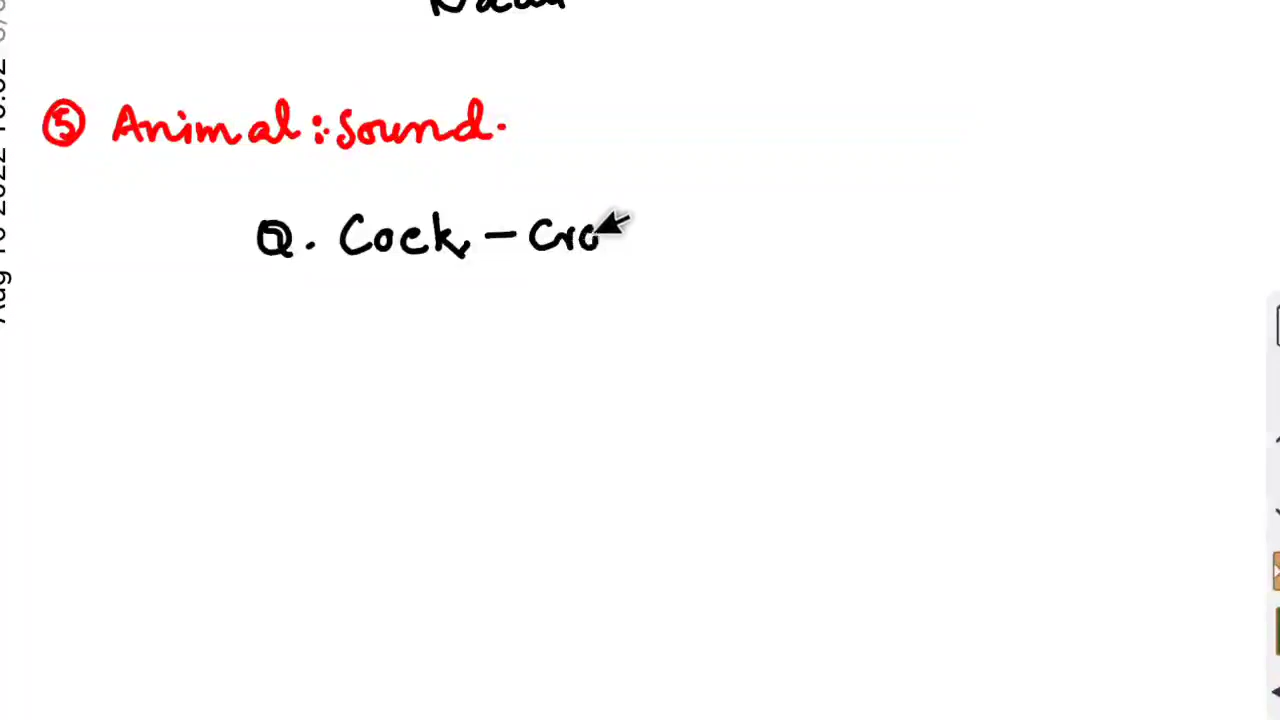 ⑤ Animal : Sound.
Q. Cock - Cro